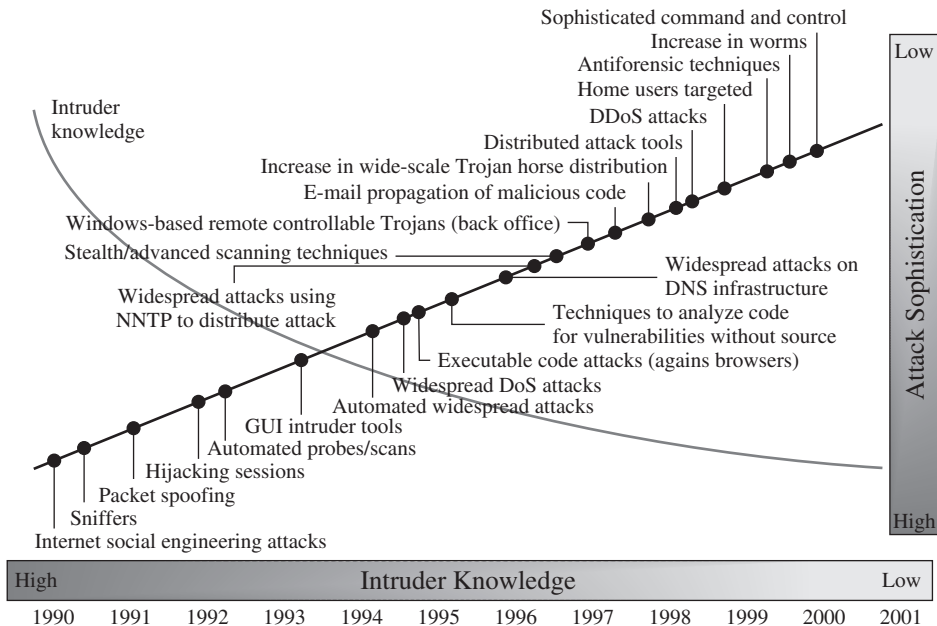 Sophisticated command and control
Increase in worms
Antiforensic techniques
Home users targeted
DDoS attacks
Distributed attack tools
Increase in wide-scale Trojan horse distribution
E-mail propagation of malicious code
Windows-based remote controllable Trojans (back office)
Stealth/advanced scanning techniques
Widespread attacks using
NNTP to distribute attack
Intruder
knowledge
Widespread attacks on
DNS infrastructure
Techniques to analyze code
for vulnerabilities without source
Executable code attacks (agains browsers)
Widespread DoS attacks
Automated widespread attacks
GUI intruder tools
Automated probes/scans
Hijacking sessions
Packet spoofing
Sniffers
Internet social engineering attacks
Low
Attack Sophistication
High
High Intruder Knowledge Low
1990 1991 1992 1993 1994 1995 1996 1997 1998 1999 2000 2001